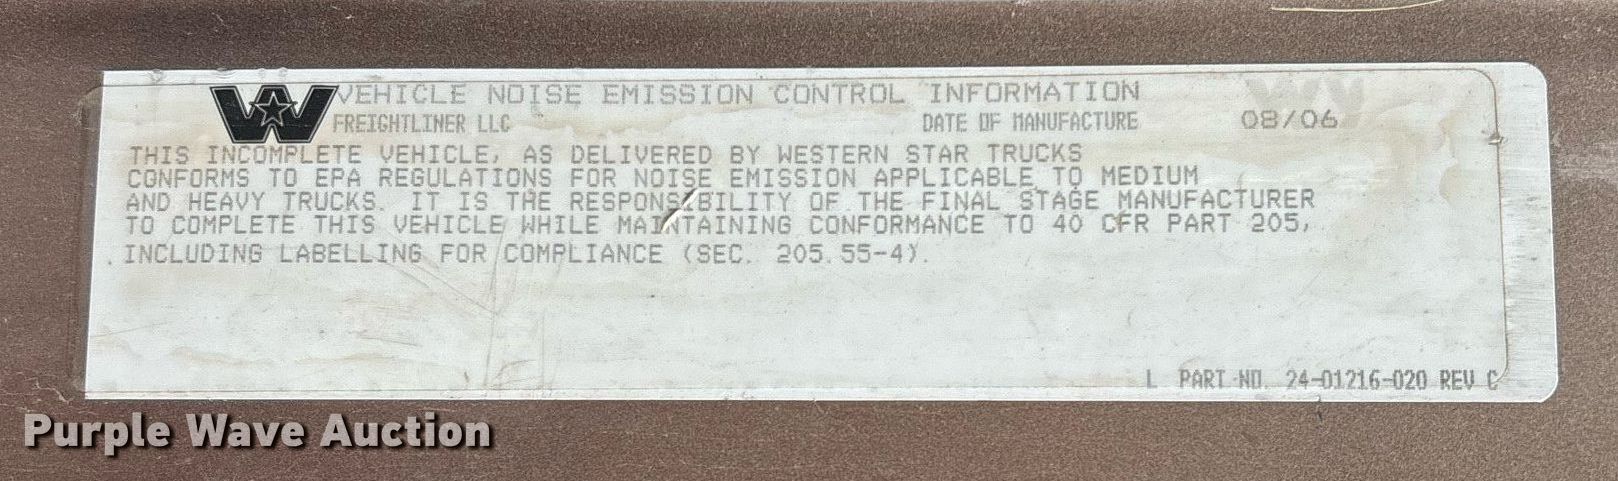 VEHICLE NOISE EMISSION CONTROL INFORMATION
FREIGHTLINER LLC DATE OF MANUFACTURE 08/06
THIS INCOMPLETE VEHICLE, AS DELIVERED BY WESTERN STAR TRUCKS
CONFORMS TO EPA REGULATIONS FOR NOISE EMISSION APPLICABLE TO MEDIUM
AND HEAVY TRUCKS. IT IS THE RESPONSIBILITY OF THE FINAL STAGE MANUFACTURER
TO COMPLETE THIS VEHICLE WHILE MAINTAINING CONFORMANCE TO 40 CFR PART 205,
INCLUDING LABELLING FOR COMPLIANCE (SEC. 205.55-4).
L PART NO. 24-01216-020 REV C
Purple Wave Auction